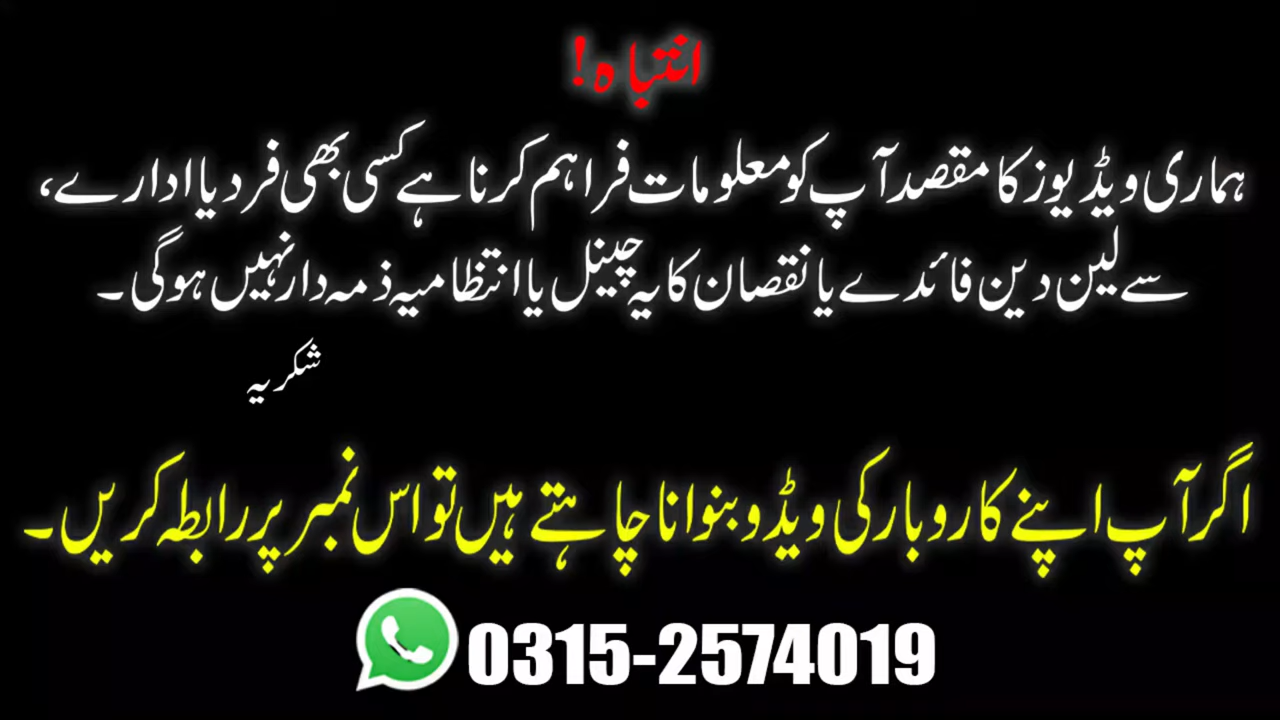 انتباہ!
ہماری ویڈیوز کا مقصد آپ کو معلومات فراہم کرنا ہے کسی بھی فرد یا ادارے،
سے لین دین فائدے یا نقصان کا یہ چینل یا انتظامیہ ذمہ دار نہیں ہوگی۔
شکریہ
اگر آپ اپنے کاروبار کی ویڈو بنوانا چاہتے ہیں تو اس نمبر پر رابطہ کریں۔
0315-2574019